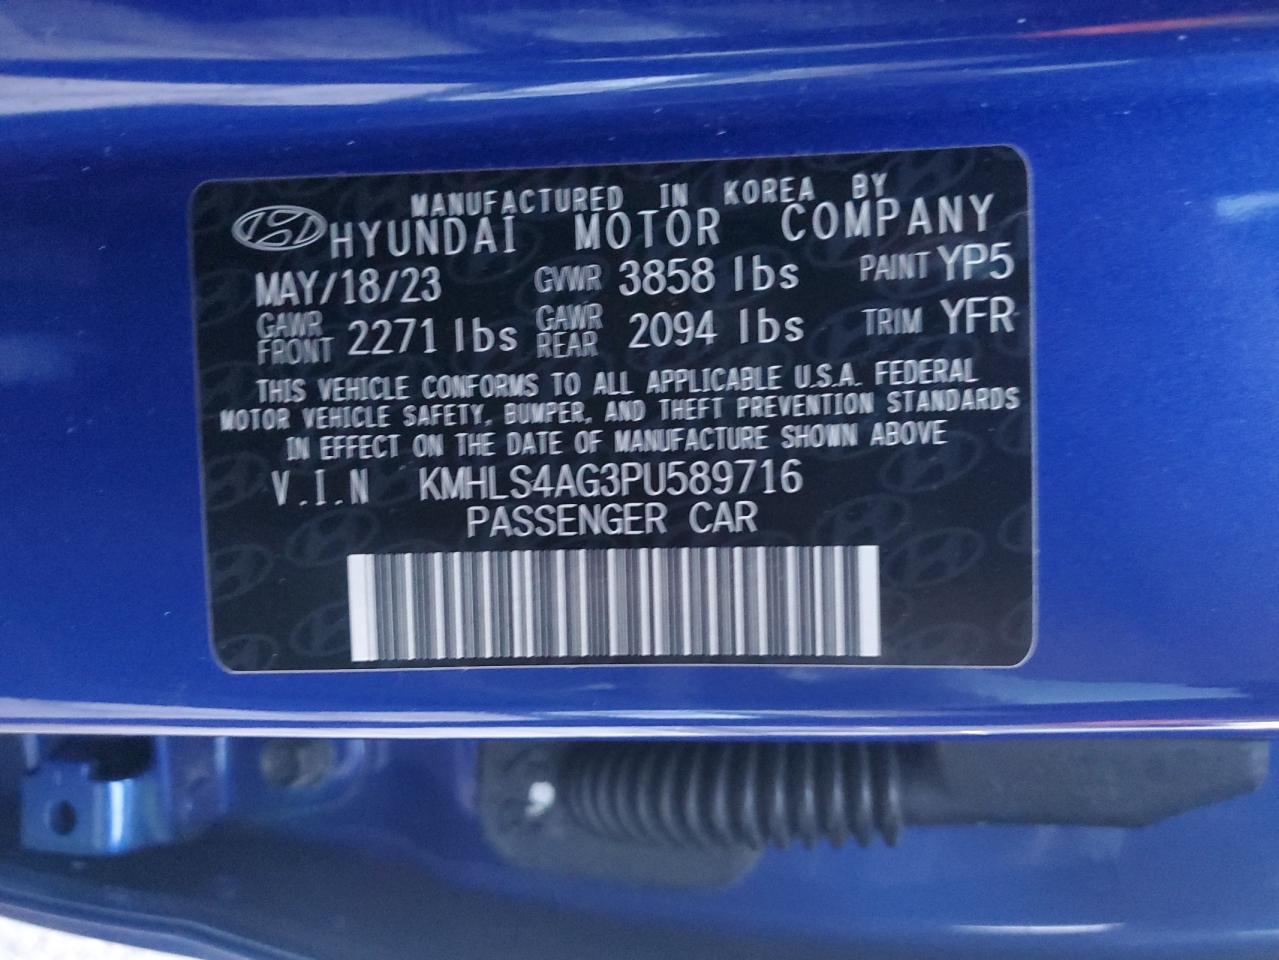 MANUFACTURED IN KOREA BY
HYUNDAI MOTOR COMPANY
MAY/18/23 GVWR 3858 lbs PAINT YP5
GAWR FRONT 2271 lbs GAWR REAR 2094 lbs TRIM YFR
THIS VEHICLE CONFORMS TO ALL APPLICABLE U.S.A. FEDERAL
MOTOR VEHICLE SAFETY, BUMPER, AND THEFT PREVENTION STANDARDS
IN EFFECT ON THE DATE OF MANUFACTURE SHOWN ABOVE
V.I.N KMHLS4AG3PU589716
PASSENGER CAR